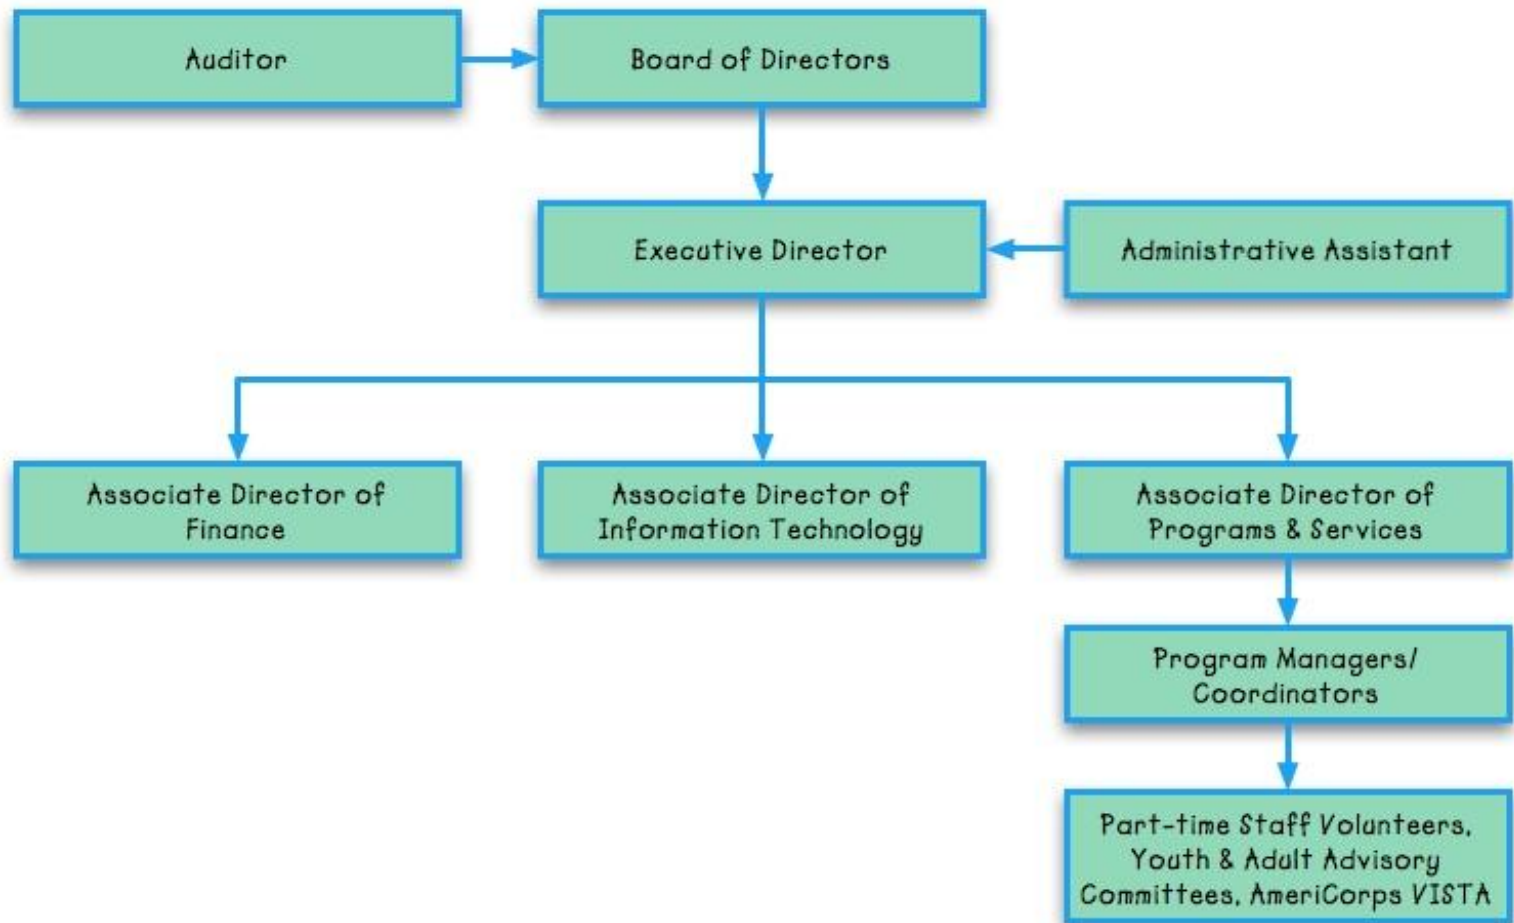 Auditor
Board of Directors
Executive Director
Administrative Assistant
Associate Director of
Finance
Associate Director of
Information Technology
Associate Director of
Programs & Services
Program Managers/
Coordinators
Part-time Staff Volunteers,
Youth & Adult Advisory
Committees, AmeriCorps VISTA